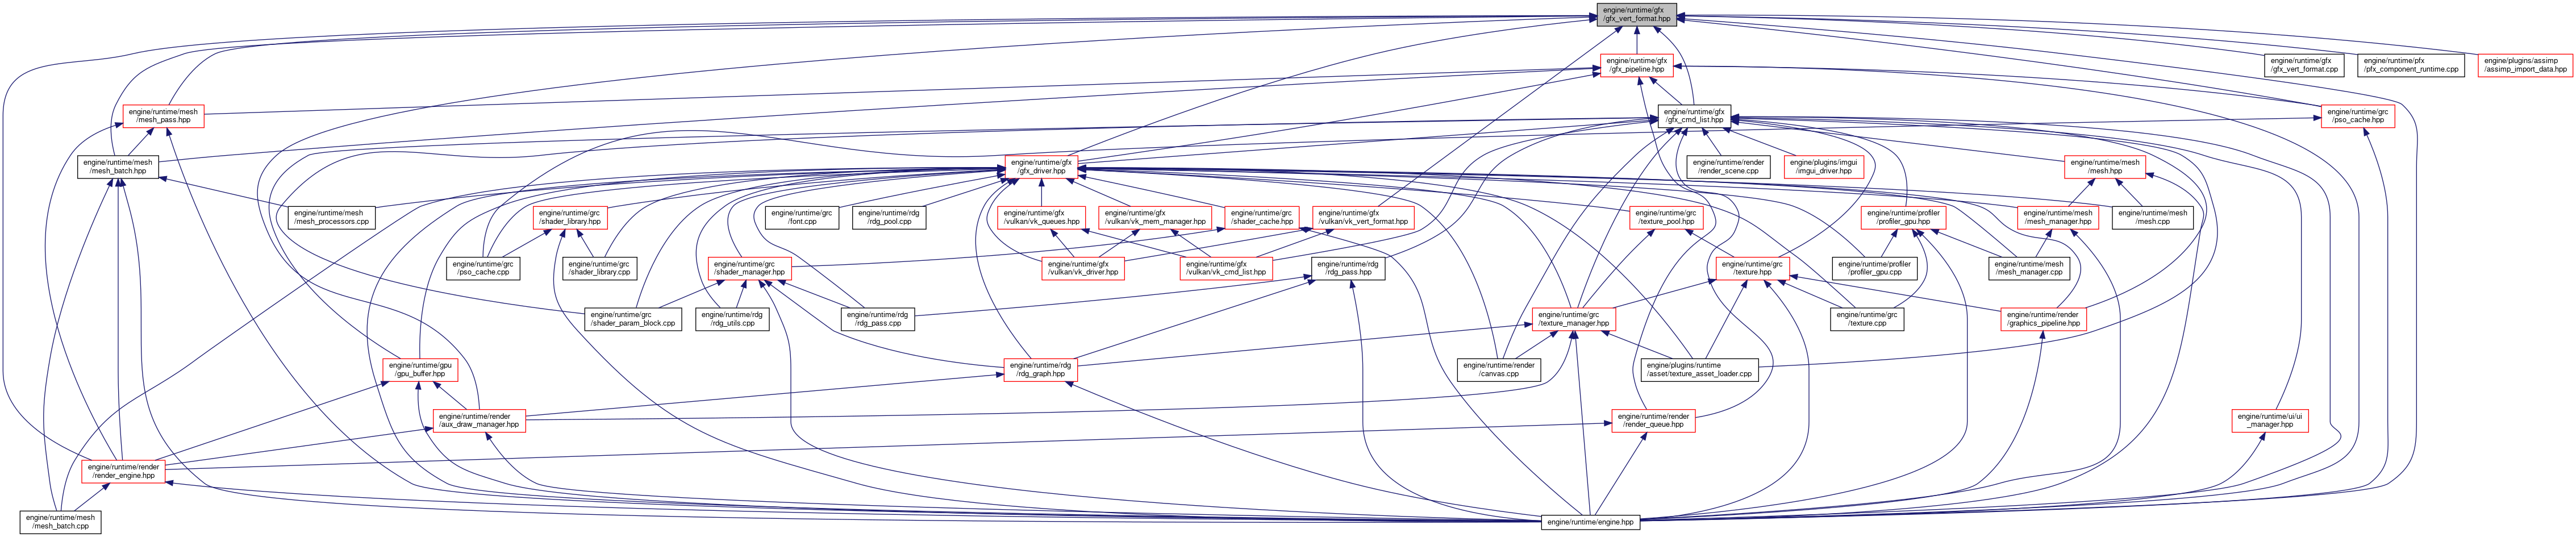 engine/runtime/gfx
/gfx_vert_format.hpp
engine/runtime/gfx
/gfx_pipeline.hpp
engine/runtime/gfx
/gfx_vert_format.cpp
engine/runtime/pfx
/pfx_component_runtime.cpp
engine/plugins/assimp
/assimp_import_data.hpp
engine/runtime/mesh
/mesh_pass.hpp
engine/runtime/gfx
/gfx_cmd_list.hpp
engine/runtime/grc
/pso_cache.hpp
engine/runtime/mesh
/mesh_batch.hpp
engine/runtime/gfx
/gfx_driver.hpp
engine/runtime/render
/render_scene.cpp
engine/plugins/imgui
/imgui_driver.hpp
engine/runtime/mesh
/mesh.hpp
engine/runtime/mesh
/mesh_processors.cpp
engine/runtime/grc
/shader_library.hpp
engine/runtime/grc
/font.cpp
engine/runtime/rdg
/rdg_pool.cpp
engine/runtime/gfx
/vulkan/vk_queues.hpp
engine/runtime/gfx
/vulkan/vk_mem_manager.hpp
engine/runtime/grc
/shader_cache.hpp
engine/runtime/gfx
/vulkan/vk_vert_format.hpp
engine/runtime/grc
/texture_pool.hpp
engine/runtime/profiler
/profiler_gpu.hpp
engine/runtime/mesh
/mesh_manager.hpp
engine/runtime/mesh
/mesh.cpp
engine/runtime/grc
/pso_cache.cpp
engine/runtime/grc
/shader_library.cpp
engine/runtime/grc
/shader_manager.hpp
engine/runtime/gfx
/vulkan/vk_driver.hpp
engine/runtime/gfx
/vulkan/vk_cmd_list.hpp
engine/runtime/rdg
/rdg_pass.hpp
engine/runtime/grc
/texture.hpp
engine/runtime/profiler
/profiler_gpu.cpp
engine/runtime/mesh
/mesh_manager.cpp
engine/runtime/grc
/shader_param_block.cpp
engine/runtime/rdg
/rdg_utils.cpp
engine/runtime/rdg
/rdg_pass.cpp
engine/runtime/grc
/texture_manager.hpp
engine/runtime/grc
/texture.cpp
engine/runtime/render
/graphics_pipeline.hpp
engine/runtime/gpu
/gpu_buffer.hpp
engine/runtime/rdg
/rdg_graph.hpp
engine/runtime/render
/canvas.cpp
engine/plugins/runtime
/asset/texture_asset_loader.cpp
engine/runtime/render
/aux_draw_manager.hpp
engine/runtime/render
/render_queue.hpp
engine/runtime/ui/ui
_manager.hpp
engine/runtime/render
/render_engine.hpp
engine/runtime/mesh
/mesh_batch.cpp
engine/runtime/engine.hpp